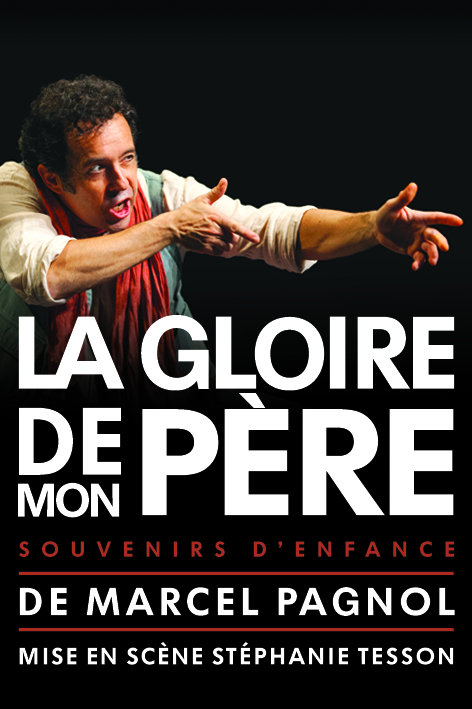 LA GLOIRE
DE MON PÈRE
SOUVENIRS D'ENFANCE
DE MARCEL PAGNOL
MISE EN SCÈNE STÉPHANIE TESSON